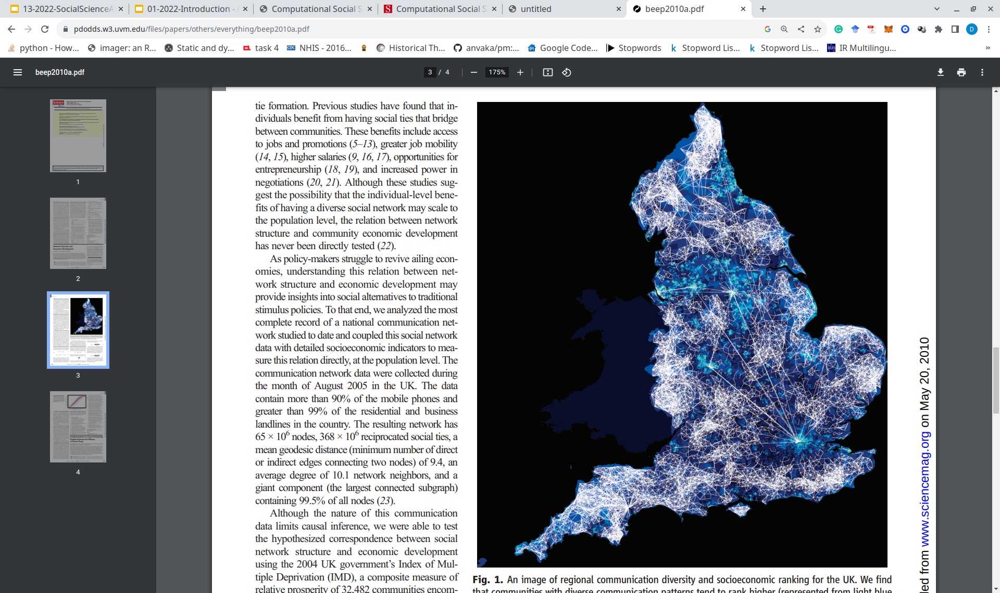 13-2022-SocialScienceA
01-2022-Introduction -
Computational Social S
Computational Social S
untitled
beep2010a.pdf
pdodds.w3.uvm.edu/files/papers/others/everything/beep2010a.pdf
D
python - How...
imager: an R...
Static and dy...
task 4
NHIS - 2016...
Historical Th...
anvaka/pm:...
Google Code...
Stopwords
Stopword Lis...
Stopword Lis...
IR Multilingu...
beep2010a.pdf
3 / 4
175%
1
2
3
4
tie formation. Previous studies have found that in-
dividuals benefit from having social ties that bridge
between communities. These benefits include access
to jobs and promotions (5–13), greater job mobility
(14, 15), higher salaries (9, 16, 17), opportunities for
entrepreneurship (18, 19), and increased power in
negotiations (20, 21). Although these studies sug-
gest the possibility that the individual-level bene-
fits of having a diverse social network may scale to
the population level, the relation between network
structure and community economic development
has never been directly tested (22).
As policy-makers struggle to revive ailing econ-
omies, understanding this relation between net-
work structure and economic development may
provide insights into social alternatives to traditional
stimulus policies. To that end, we analyzed the most
complete record of a national communication net-
work studied to date and coupled this social network
data with detailed socioeconomic indicators to mea-
sure this relation directly, at the population level. The
communication network data were collected during
the month of August 2005 in the UK. The data
contain more than 90% of the mobile phones and
greater than 99% of the residential and business
landlines in the country. The resulting network has
65 × 10⁶ nodes, 368 × 10⁶ reciprocated social ties, a
mean geodesic distance (minimum number of direct
or indirect edges connecting two nodes) of 9.4, an
average degree of 10.1 network neighbors, and a
giant component (the largest connected subgraph)
containing 99.5% of all nodes (23).
Although the nature of this communication
data limits causal inference, we were able to test
the hypothesized correspondence between social
network structure and economic development
using the 2004 UK government's Index of Mul-
tiple Deprivation (IMD), a composite measure of
relative prosperity of 32,482 communities encom-
Fig. 1. An image of regional communication diversity and socioeconomic ranking for the UK. We find
that communities with diverse communication patterns tend to rank higher (represented from light blue
ded from www.sciencemag.org on May 20, 2010